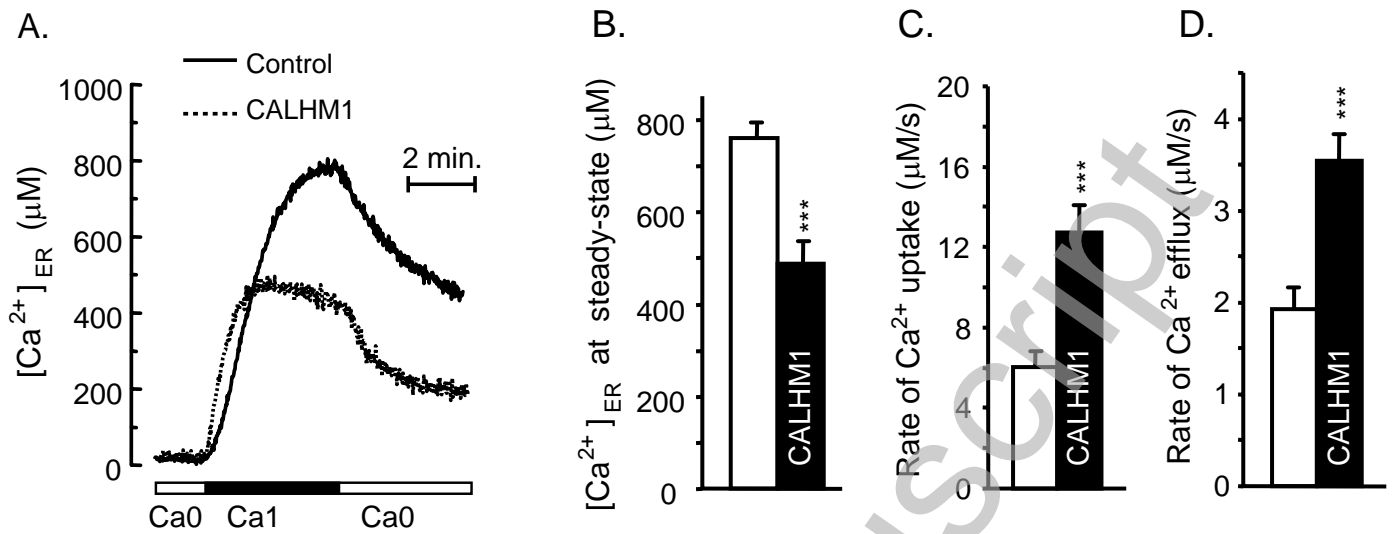 A.
Control
CALHM1
2 min.
1000
800
600
400
200
0
[Ca2+]ER (µM)
Ca0
Ca1
Ca0
B.
[Ca2+]ER at steady-state (µM)
800
600
400
200
0
***
CALHM1
C.
Rate of Ca2+ uptake (µM/s)
20
16
12
8
4
0
***
CALHM1
D.
Rate of Ca2+ efflux (µM/s)
4
3
2
1
0
***
CALHM1
script